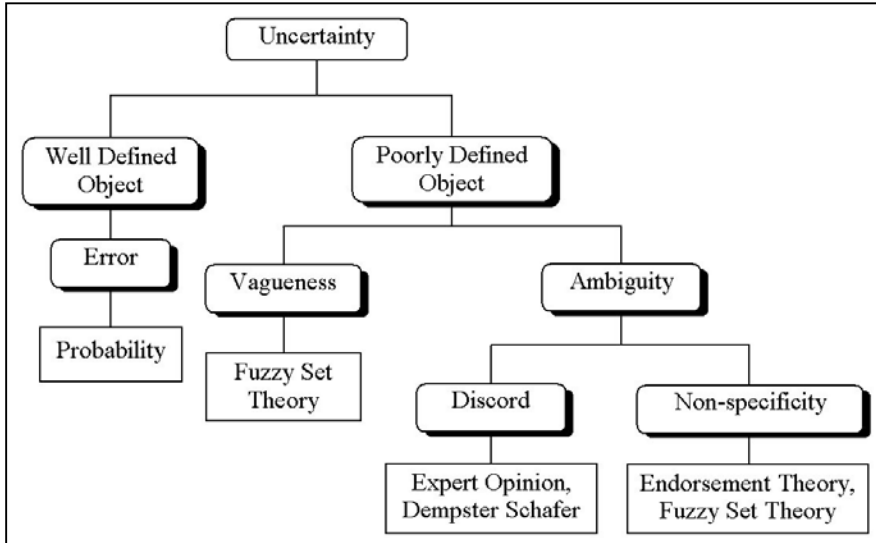 Uncertainty
Well Defined
Object
Poorly Defined
Object
Error
Vagueness
Ambiguity
Probability
Fuzzy Set
Theory
Discord
Non-specificity
Expert Opinion,
Dempster Schafer
Endorsement Theory,
Fuzzy Set Theory